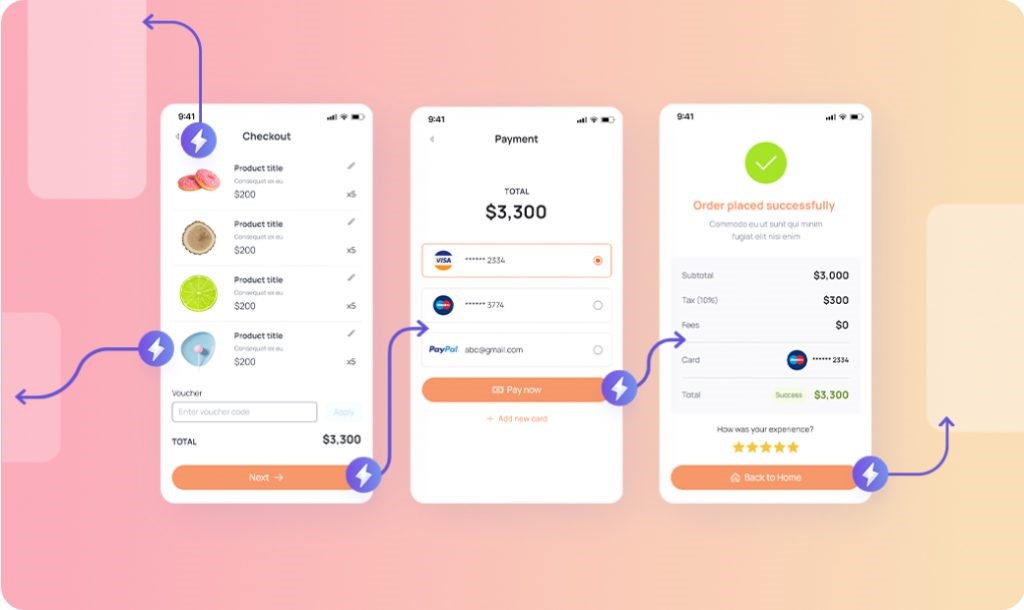 9:41
Checkout
Product title
Consequat ex eu
$200
x5
Product title
Consequat ex eu
$200
x5
Product title
Consequat ex eu
$200
x5
Product title
Consequat ex eu
$200
x5
Voucher
Enter voucher code
Apply
TOTAL
$3,300
Next
9:41
Payment
TOTAL
$3,300
VISA
•••••• 2334
•••••• 3774
PayPal
abc@gmail.com
Pay now
Add new card
9:41
Order placed successfully
Commodo eu ut sunt qui minim
fugiat elit nisi enim
Subtotal
$3,000
Tax (10%)
$300
Fees
$0
Card
•••••• 2334
Total
Success
$3,300
How was your experience?
Back to Home